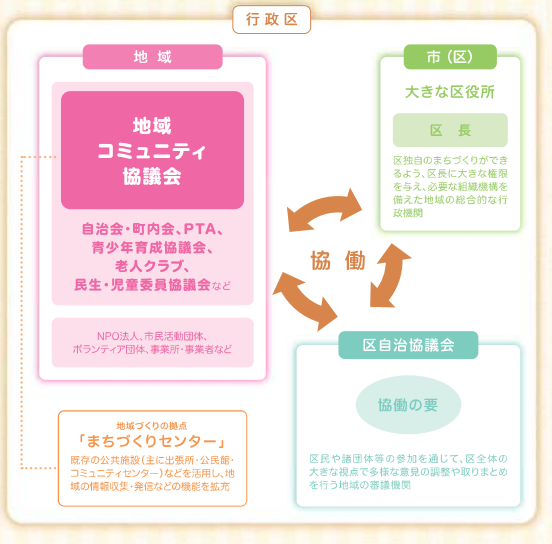 行政区
地域
地域
コミュニティ
協議会
自治会・町内会、PTA、
青少年育成協議会、
老人クラブ、
民生・児童委員協議会など
NPO法人、市民活動団体、
ボランティア団体、事業所・事業者など
地域づくりの拠点
「まちづくりセンター」
既存の公共施設(主に出張所・公民館・
コミュニティセンター)などを活用し、地
域の情報収集・発信などの機能を拡充
協働
市(区)
大きな区役所
区長
区独自のまちづくりができ
るよう、区長に大きな権限
を与え、必要な組織機構を
備えた地域の総合的な行
政機関
区自治協議会
協働の要
区民や諸団体等の参加を通じて、区全体の
大きな視点で多様な意見の調整や取りまとめ
を行う地域の審議機関